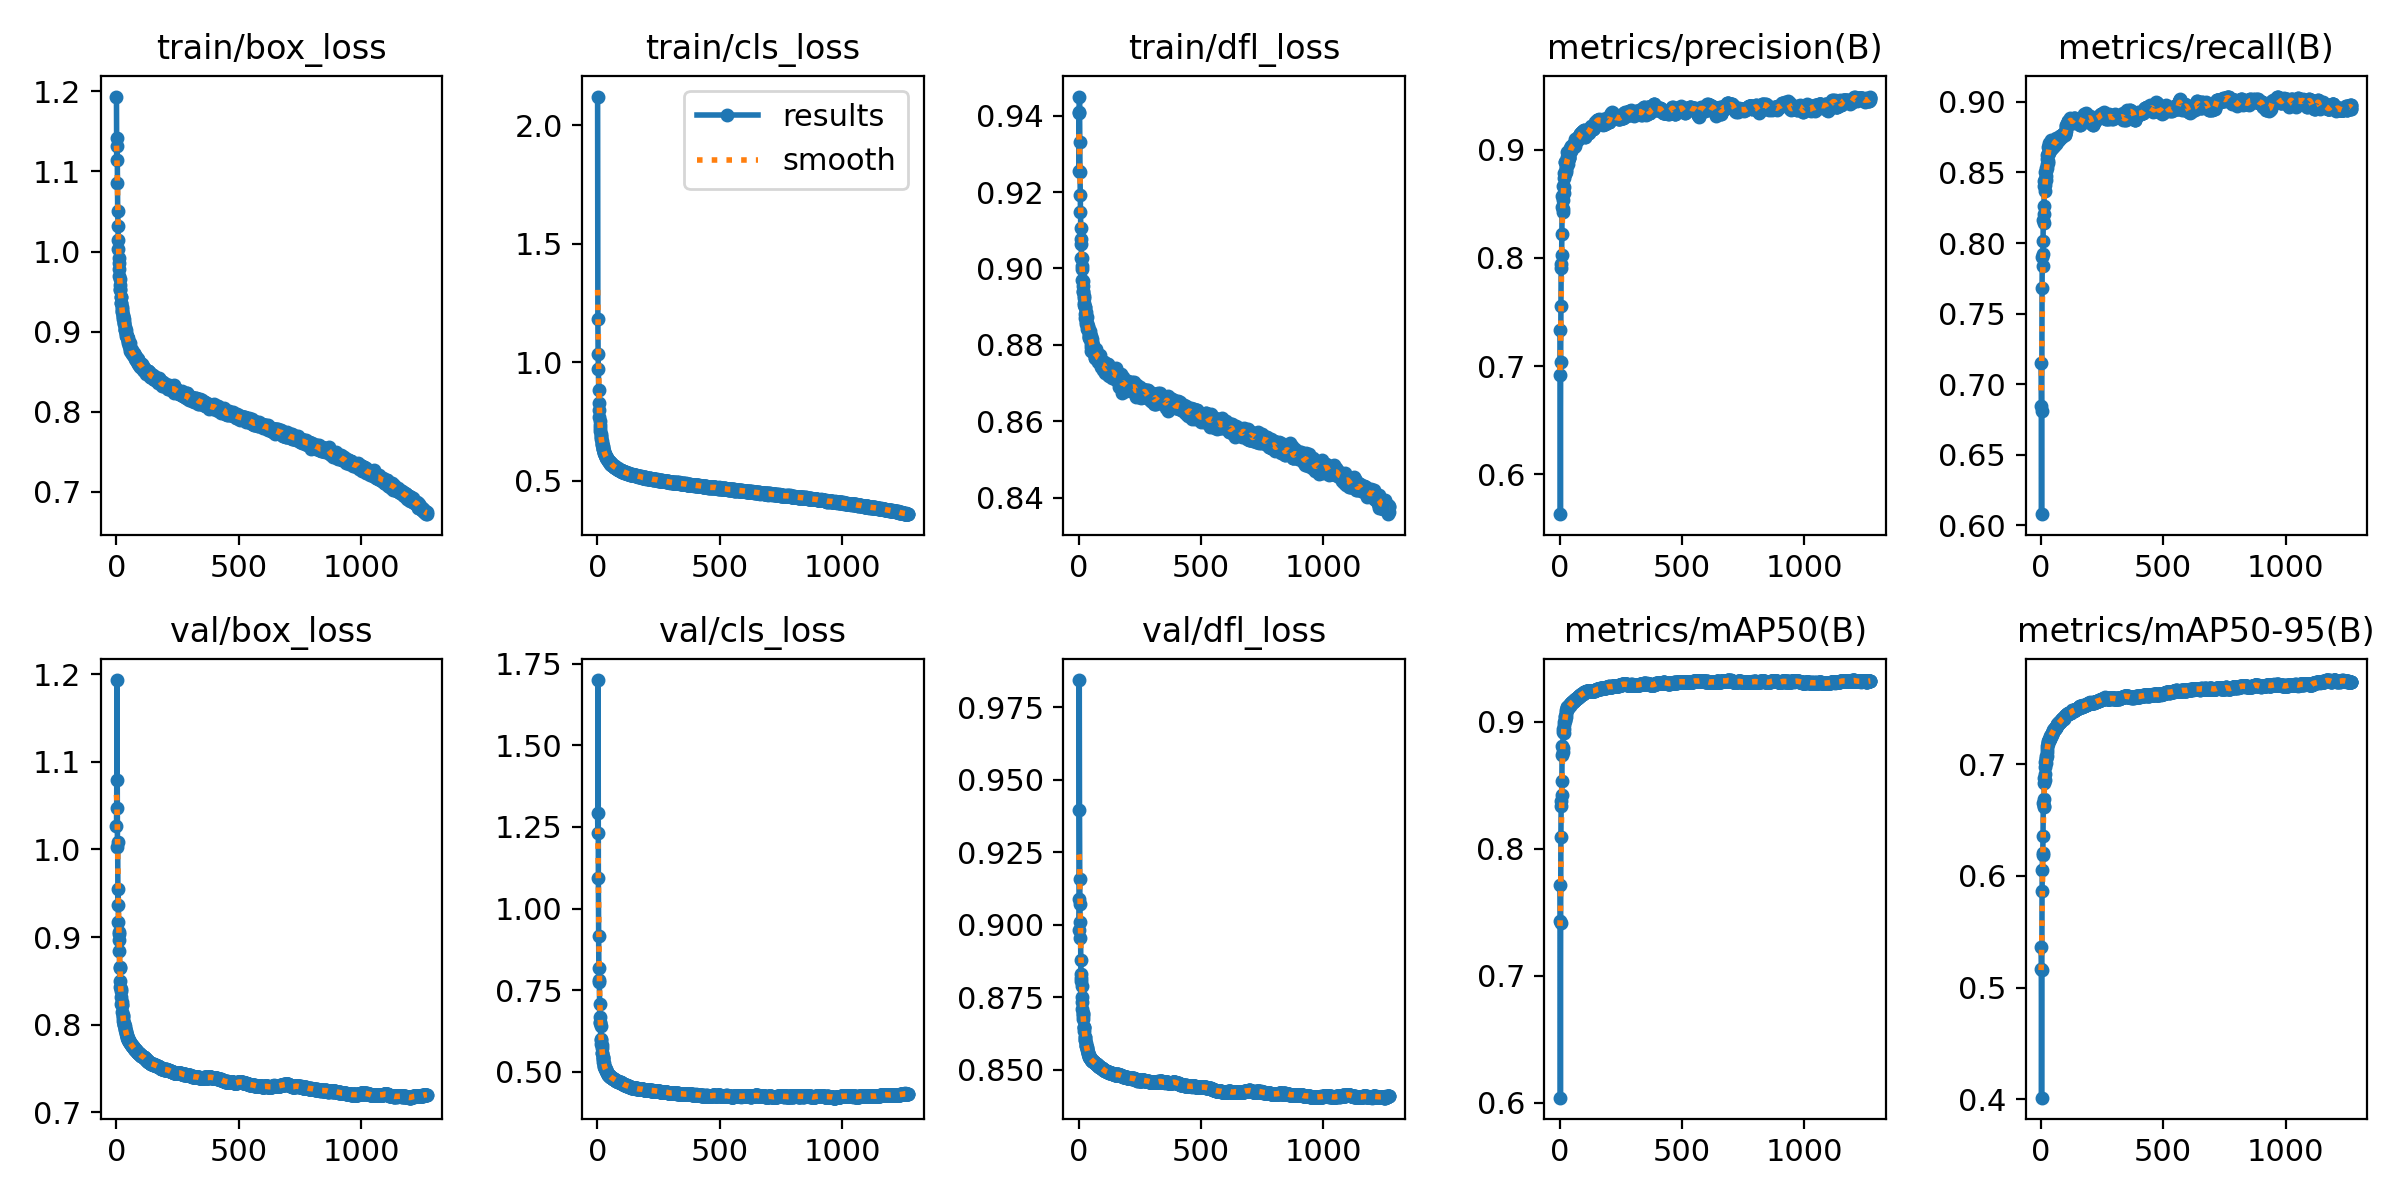 train/box_loss
1.2
1.1
1.0
0.9
0.8
0.7
0 500 1000
train/cls_loss
results
smooth
2.0
1.5
1.0
0.5
0 500 1000
train/dfl_loss
0.94
0.92
0.90
0.88
0.86
0.84
0 500 1000
metrics/precision(B)
0.9
0.8
0.7
0.6
0 500 1000
metrics/recall(B)
0.90
0.85
0.80
0.75
0.70
0.65
0.60
0 500 1000
val/box_loss
1.2
1.1
1.0
0.9
0.8
0.7
0 500 1000
val/cls_loss
1.75
1.50
1.25
1.00
0.75
0.50
0 500 1000
val/dfl_loss
0.975
0.950
0.925
0.900
0.875
0.850
0 500 1000
metrics/mAP50(B)
0.9
0.8
0.7
0.6
0 500 1000
metrics/mAP50-95(B)
0.7
0.6
0.5
0.4
0 500 1000